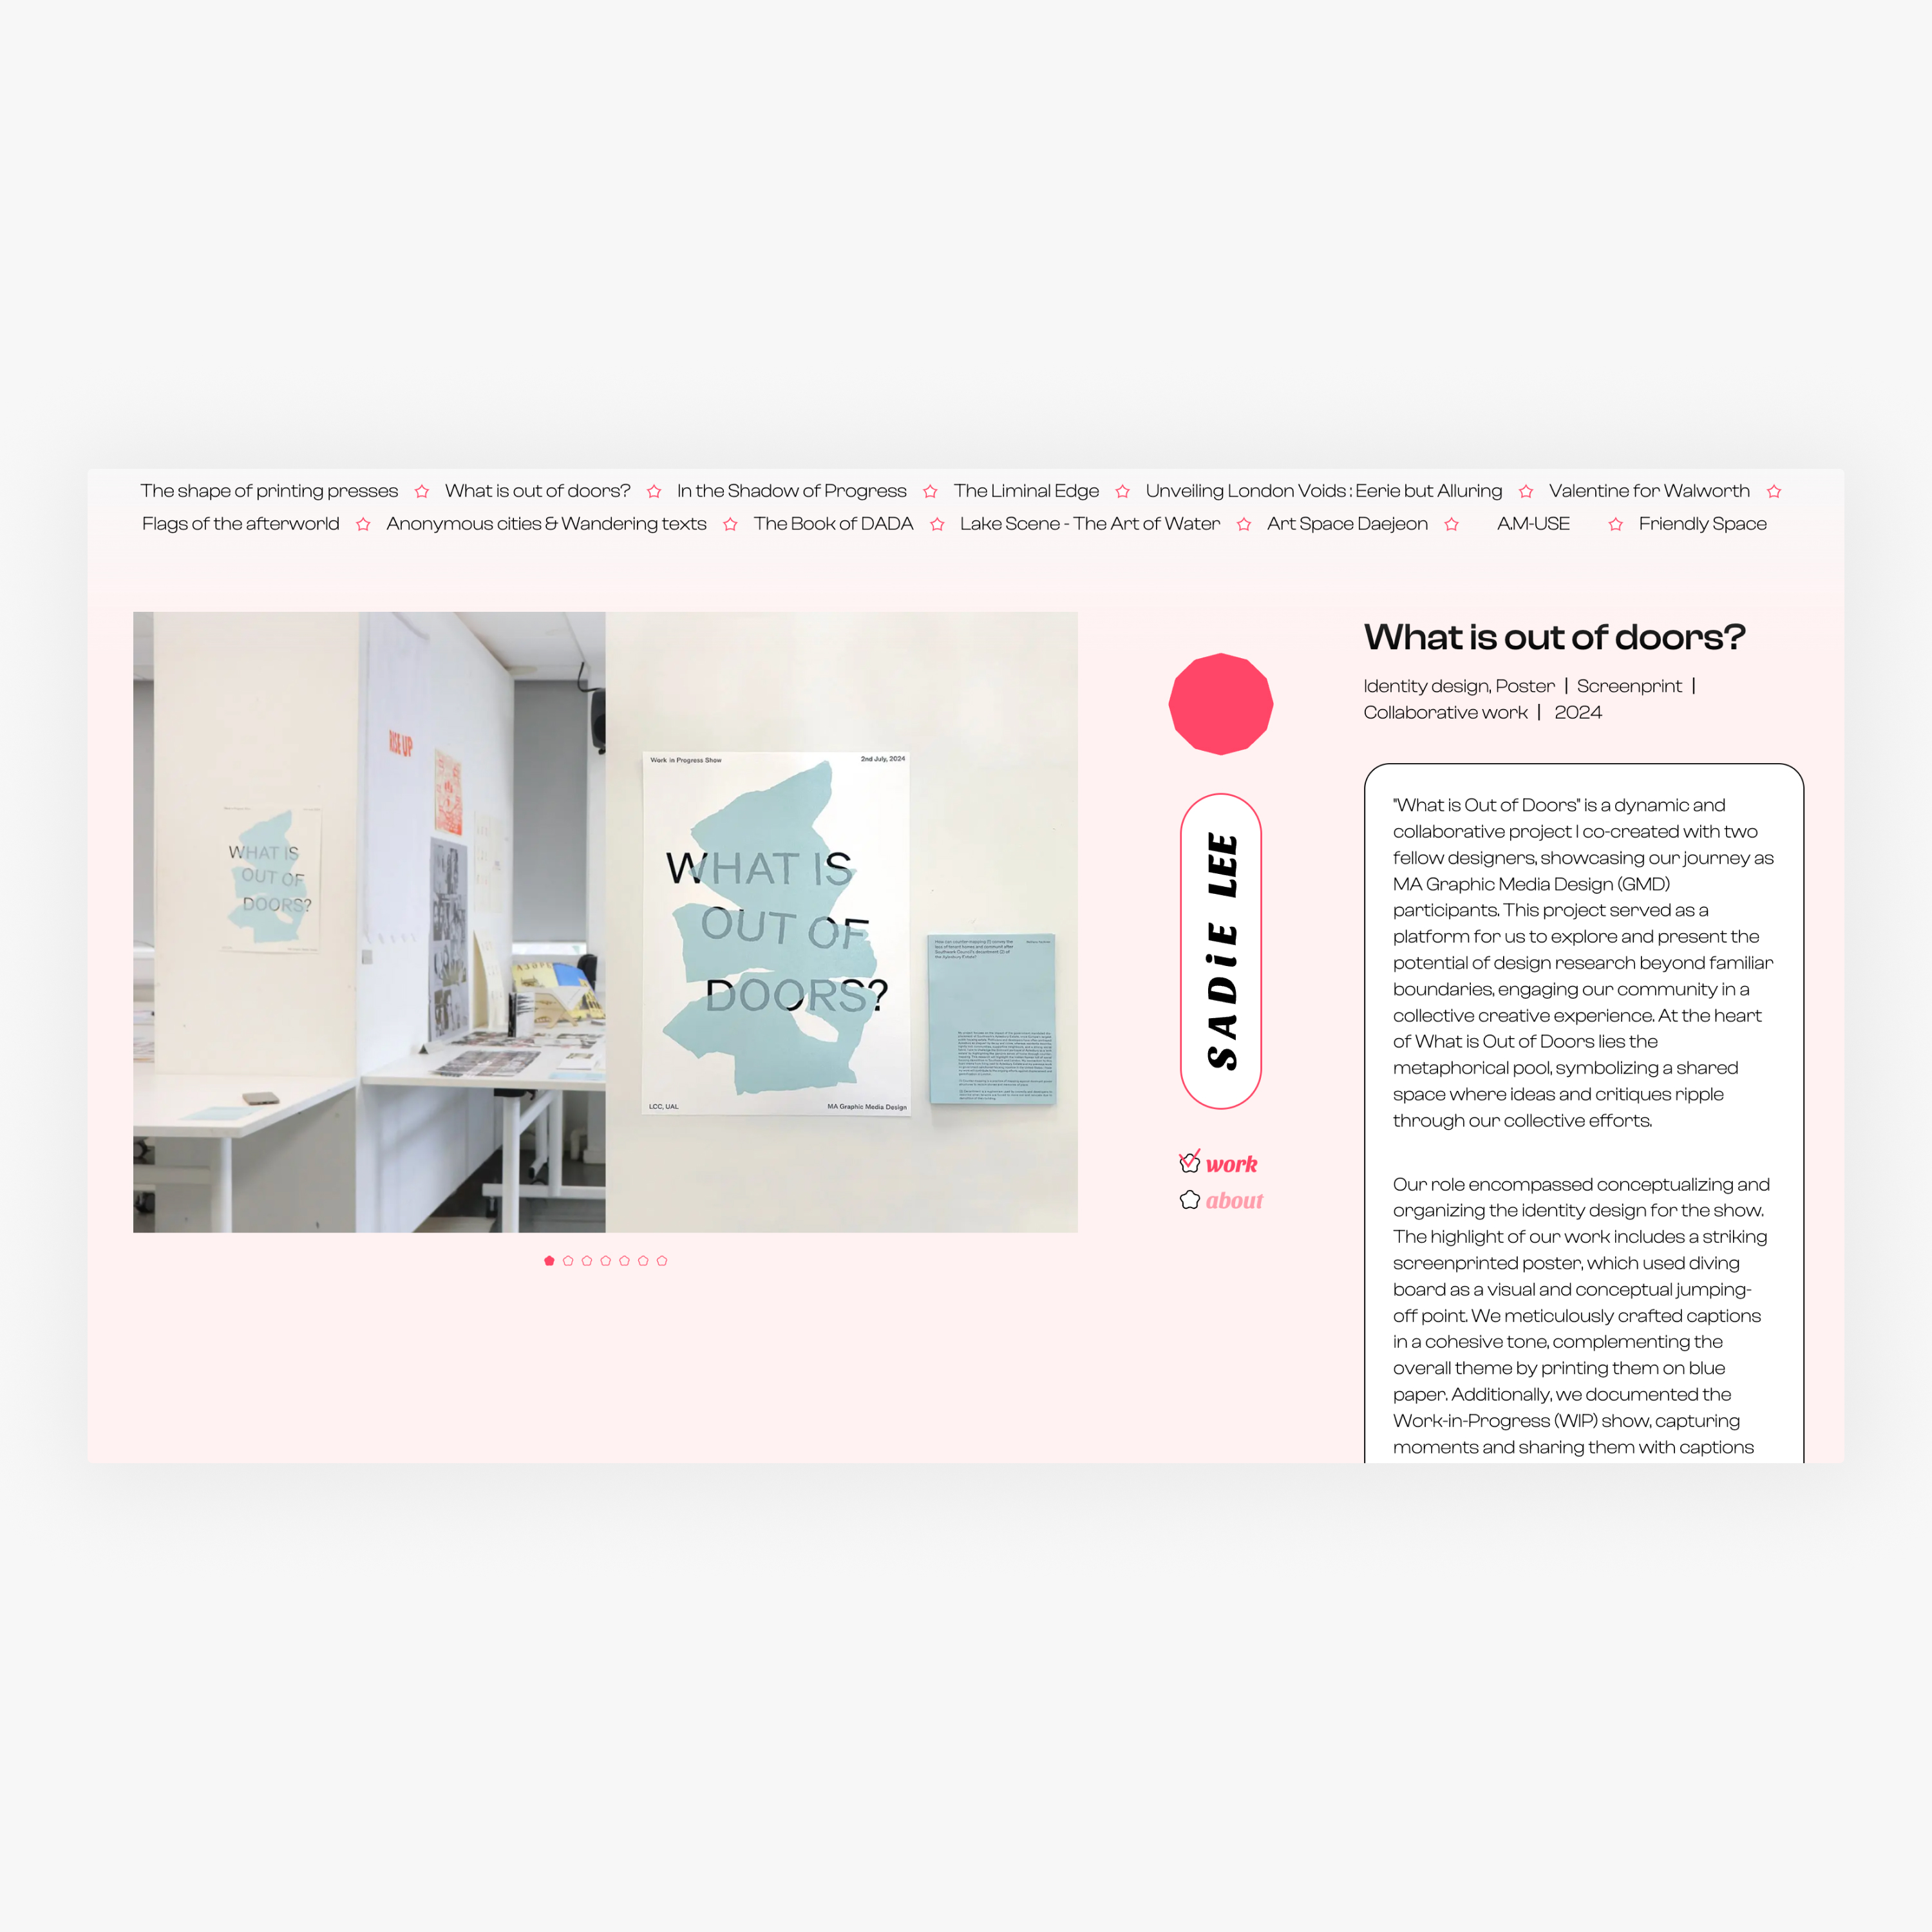 The shape of printing presses ☆ What is out of doors? ☆ In the Shadow of Progress ☆ The Liminal Edge ☆ Unveiling London Voids : Eerie but Alluring ☆ Valentine for Walworth ☆
Flags of the afterworld ☆ Anonymous cities & Wandering texts ☆ The Book of DADA ☆ Lake Scene - The Art of Water ☆ Art Space Daejeon ☆ A.M-USE ☆ Friendly Space
RISE UP
WHAT IS
OUT OF
DOORS?
Work in Progress Show
2nd July, 2024
WHAT IS
OUT OF
DOORS?
LCC, UAL
MA Graphic Media Design
SADiE LEE
work
about
What is out of doors?
Identity design, Poster | Screenprint |
Collaborative work | 2024
"What is Out of Doors" is a dynamic and
collaborative project I co-created with two
fellow designers, showcasing our journey as
MA Graphic Media Design (GMD)
participants. This project served as a
platform for us to explore and present the
potential of design research beyond familiar
boundaries, engaging our community in a
collective creative experience. At the heart
of What is Out of Doors lies the
metaphorical pool, symbolizing a shared
space where ideas and critiques ripple
through our collective efforts.
Our role encompassed conceptualizing and
organizing the identity design for the show.
The highlight of our work includes a striking
screenprinted poster, which used diving
board as a visual and conceptual jumping-
off point. We meticulously crafted captions
in a cohesive tone, complementing the
overall theme by printing them on blue
paper. Additionally, we documented the
Work-in-Progress (WIP) show, capturing
moments and sharing them with captions